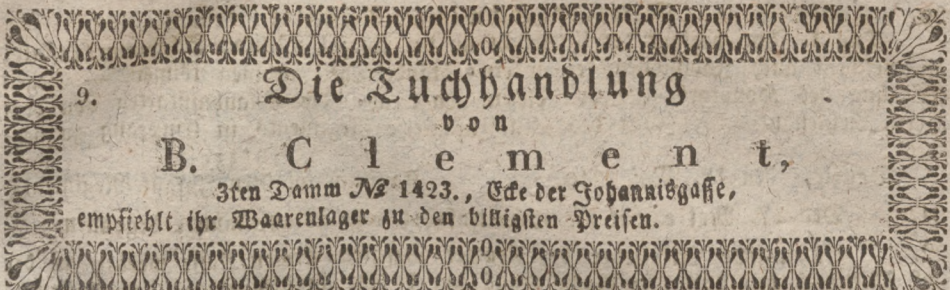 9. Die Tuchhandlung
von
B. Clement,
3ten Damm № 1423., Ecke der Johannisgasse,
empfiehlt ihr Waarenlager zu den billigsten Preisen.